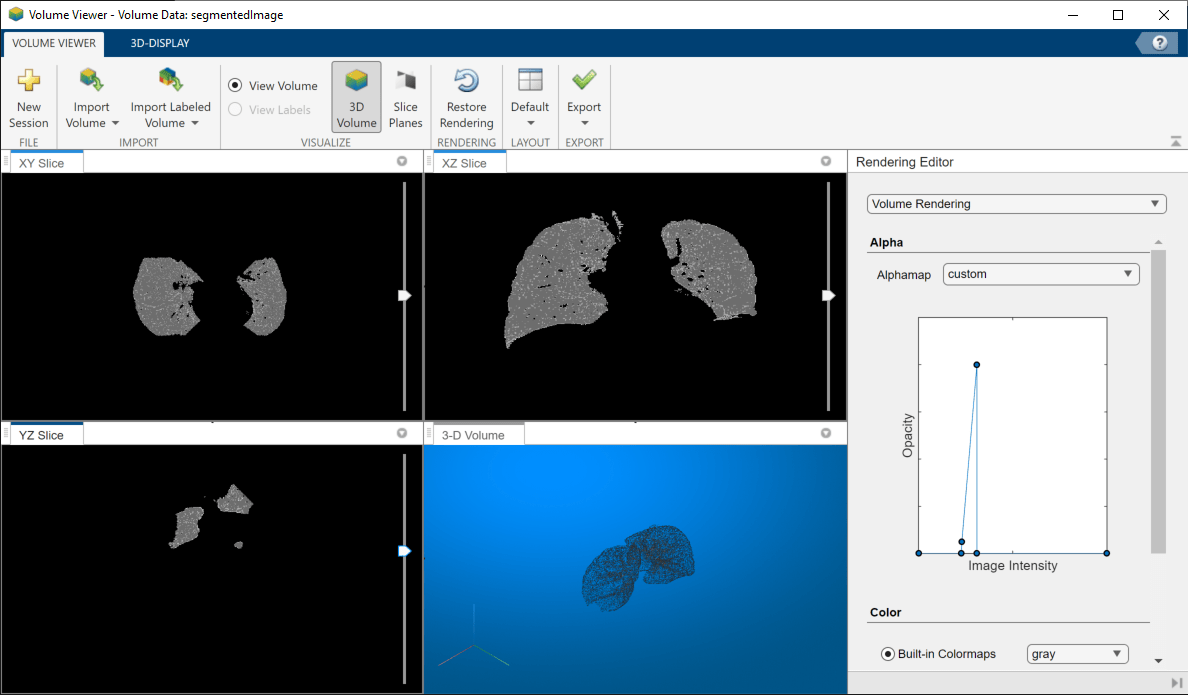 Volume Viewer - Volume Data: segmentedImage
VOLUME VIEWER
3D-DISPLAY
?
New
Session
FILE
Import
Volume
Import Labeled
Volume
IMPORT
View Volume
View Labels
3D
Volume
Slice
Planes
VISUALIZE
Restore
Rendering
RENDERING
Default
LAYOUT
Export
EXPORT
XY Slice
XZ Slice
YZ Slice
3-D Volume
Rendering Editor
Volume Rendering
Alpha
Alphamap
custom
Opacity
Image Intensity
Color
Built-in Colormaps
gray